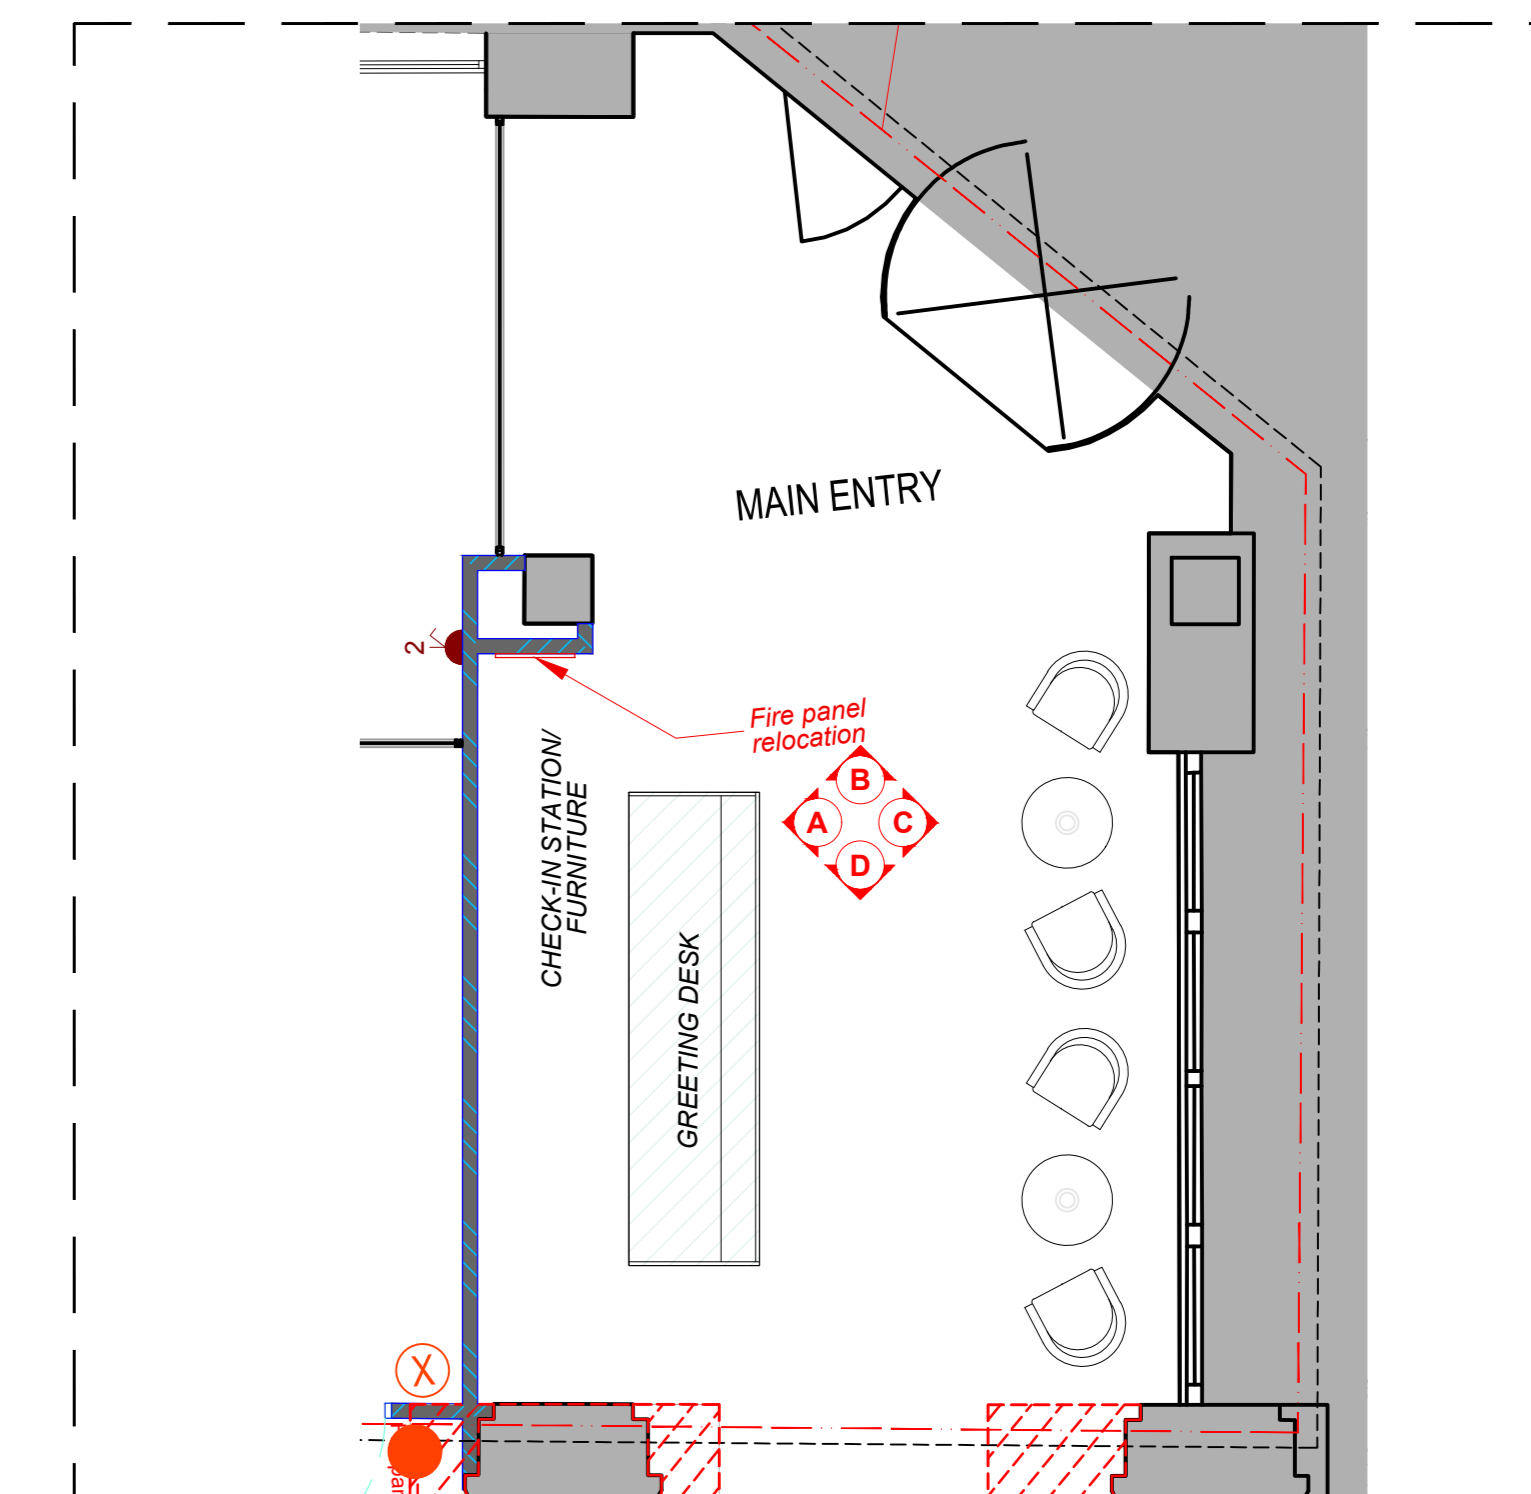 MAIN ENTRY
2
Fire panel
relocation
CHECK-IN STATION/
FURNITURE
B
A
C
D
GREETING DESK
X